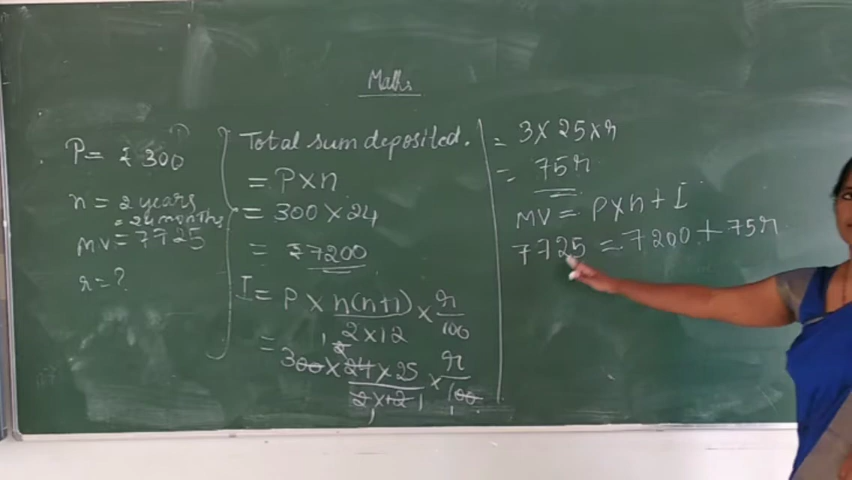 Maths
P = ₹ 300
n = 2 years
= 24 months
MV = 7725
r = ?
Total sum deposited.
= P × n
= 300 × 24
= ₹ 7200
I = P × n(n+1) / 2 × 12 × r / 100
= 300 × 24 × 25 / 2 × 12 × r / 100
= 3 × 25 × r
= 75r
MV = P × n + I
7725 = 7200 + 75r